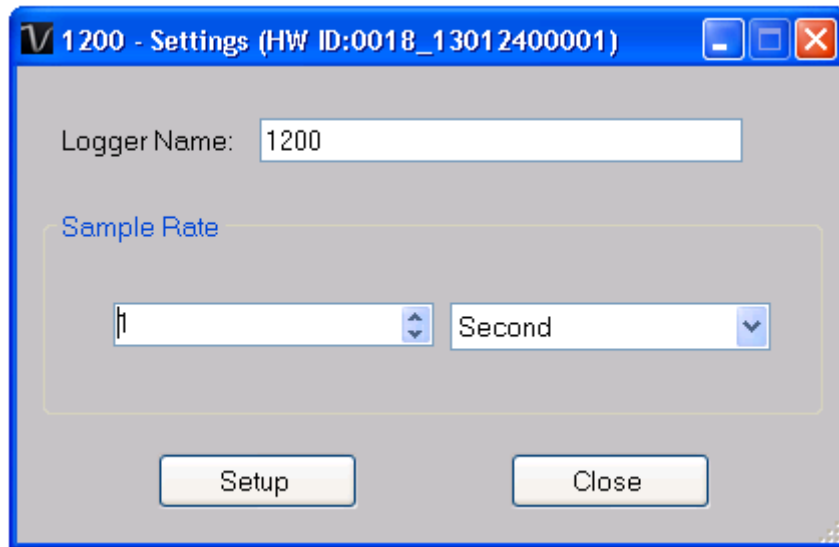 1200 - Settings (HW ID:0018_13012400001)
Logger Name: 1200
Sample Rate
1 Second
Setup Close